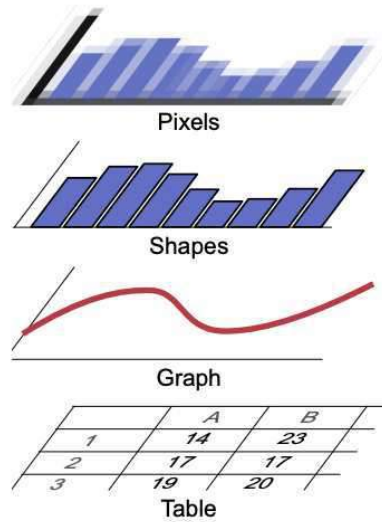 Pixels
Shapes
Graph
A B
1 14 23
2 17 17
3 19 20
Table